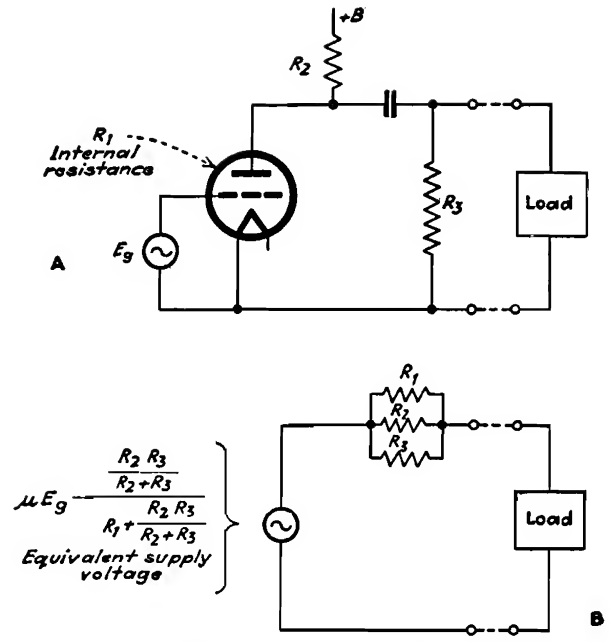 +B
R2
R1
Internal
resistance
R3
Load
Eg
A
R1
R2
R3
R2 R3
R2+R3
μEg
R2 R3
R1+
R2+R3
Equivalent supply
voltage
Load
B